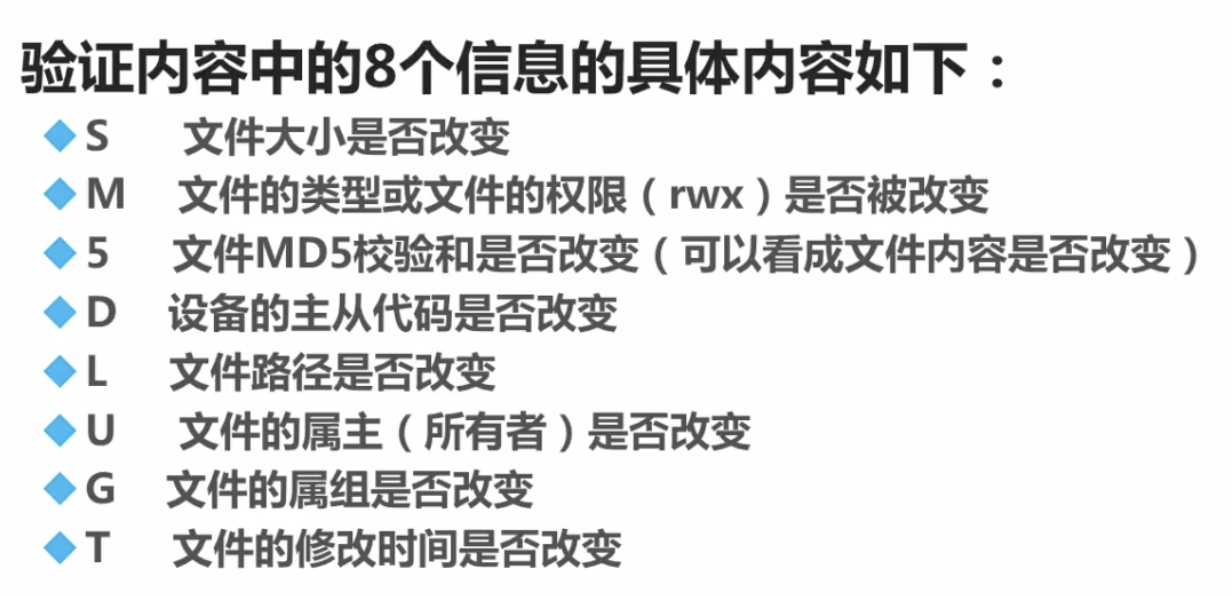 验证内容中的8个信息的具体内容如下：
S 文件大小是否改变
M 文件的类型或文件的权限（rwx）是否被改变
5 文件MD5校验和是否改变（可以看成文件内容是否改变）
D 设备的主从代码是否改变
L 文件路径是否改变
U 文件的属主（所有者）是否改变
G 文件的属组是否改变
T 文件的修改时间是否改变